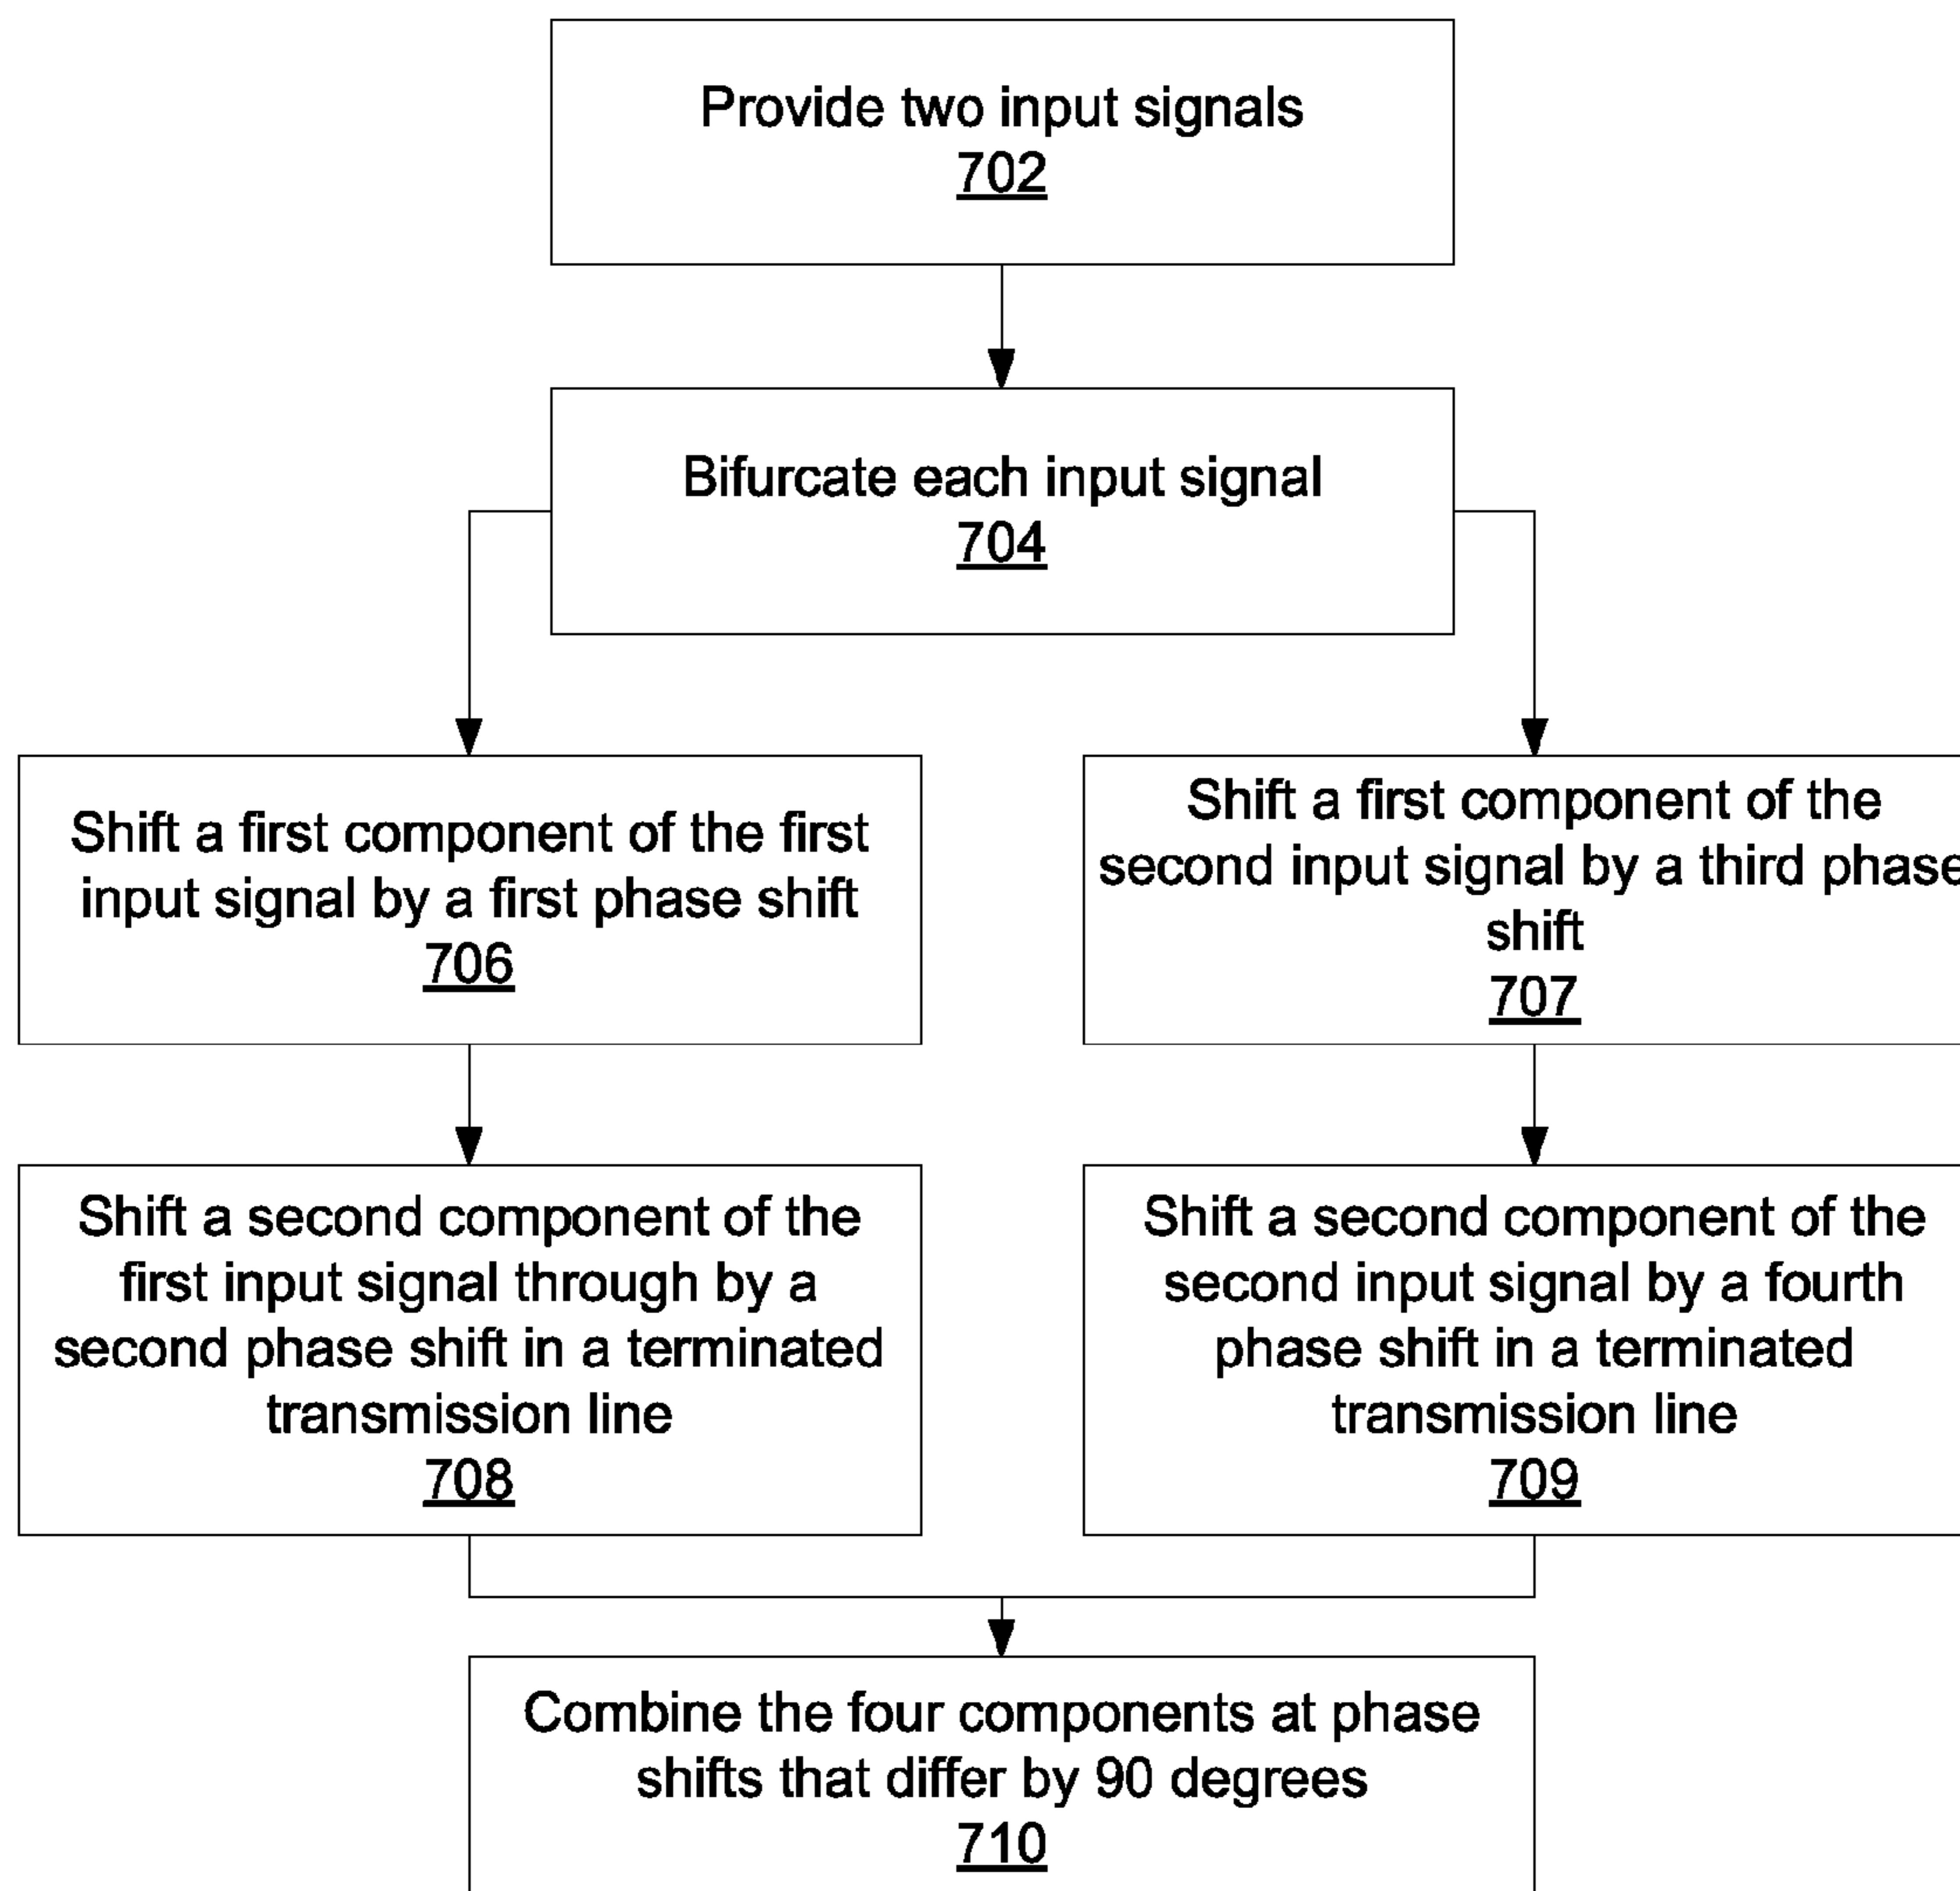 Provide two input signals
702
Bifurcate each input signal
704
Shift a first component of the first
input signal by a first phase shift
706
Shift a first component of the
second input signal by a third phase
shift
707
Shift a second component of the
first input signal through by a
second phase shift in a terminated
transmission line
708
Shift a second component of the
second input signal by a fourth
phase shift in a terminated
transmission line
709
Combine the four components at phase
shifts that differ by 90 degrees
710